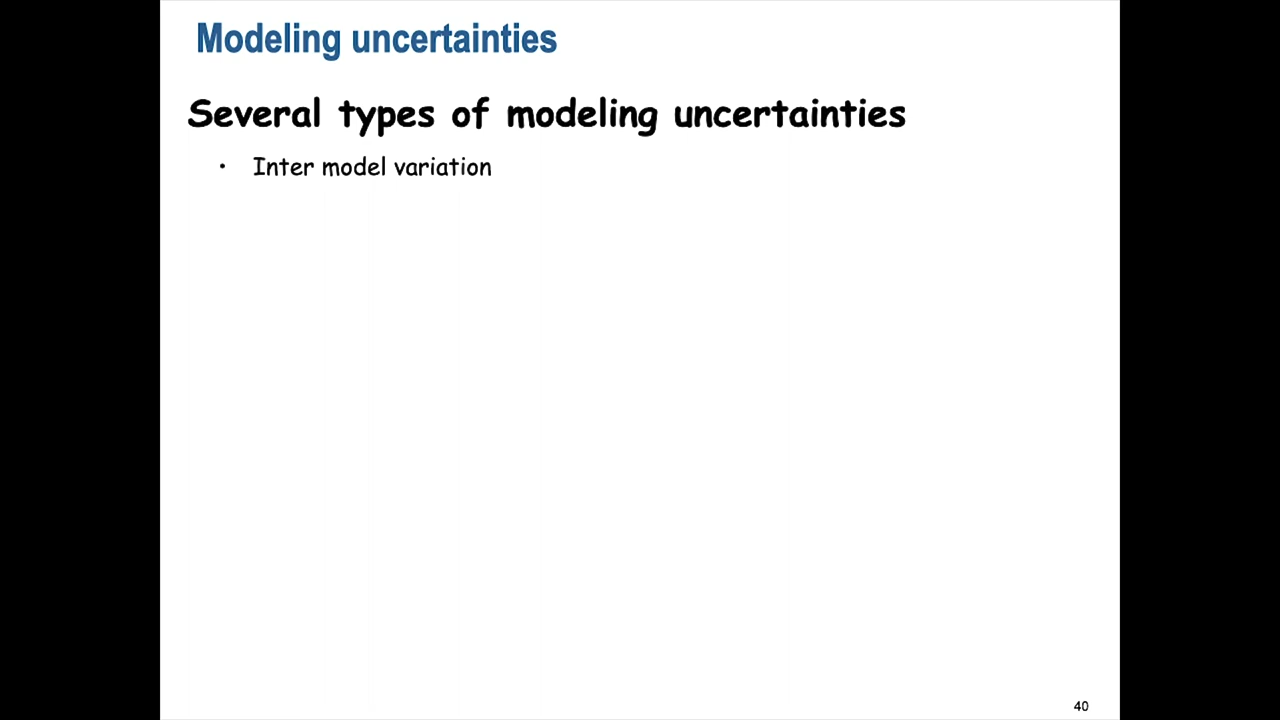 Modeling uncertainties
Several types of modeling uncertainties
• Inter model variation
40